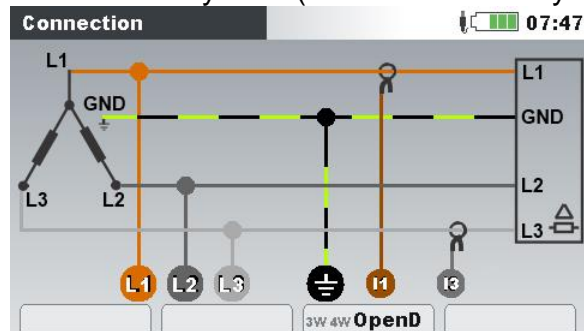 Connection 07:47
L1 L1
GND GND
L3 L2 L2
L3
L1 L2 L3 I1 I3
3W 4W OpenD